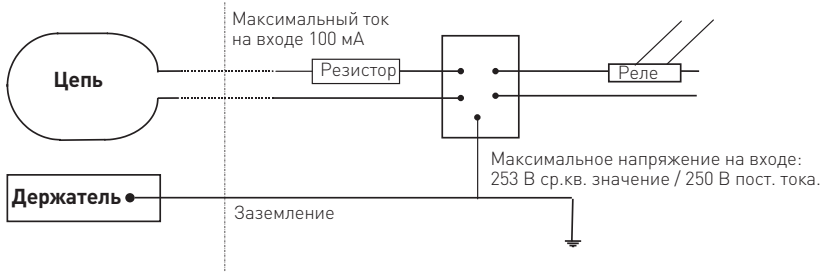 Максимальный ток
на входе 100 мА
Цепь
Резистор
Реле
Максимальное напряжение на входе:
253 В ср.кв. значение / 250 В пост. тока.
Держатель
Заземление